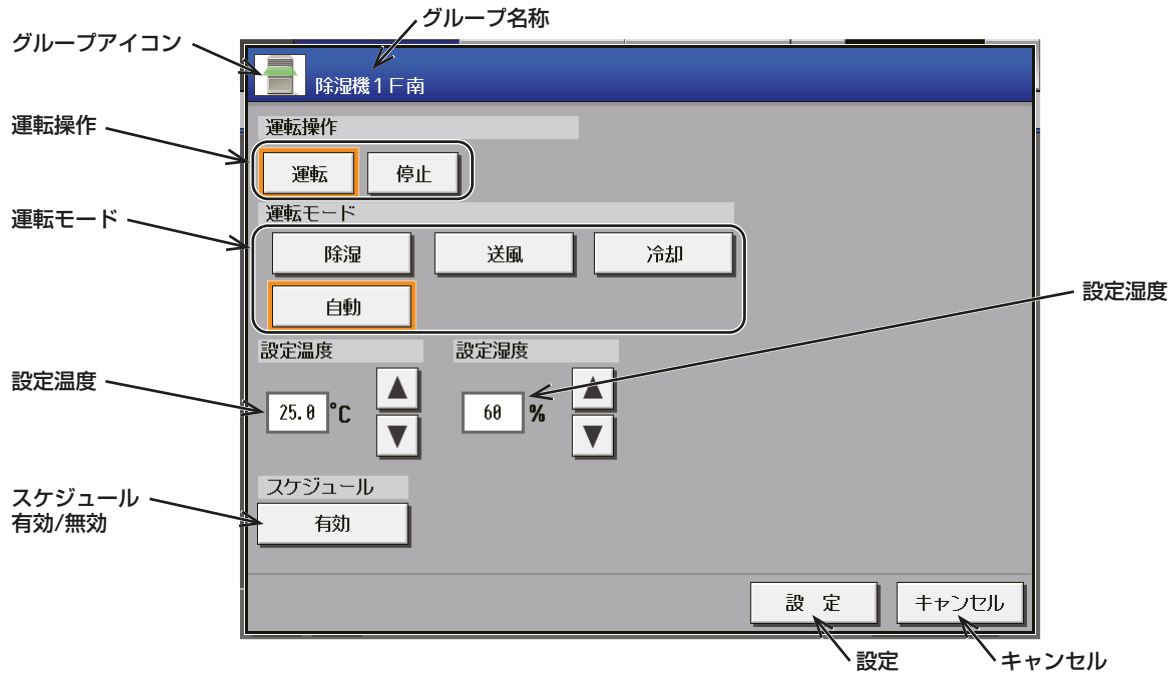 グループ名称
グループアイコン
除湿機1F南
運転操作
運転操作
運転 停止
運転モード
運転モード
除湿 送風 冷却
自動
設定湿度
設定温度 設定湿度
設定温度
25.0 ℃ ▲ ▼ 60 % ▲ ▼
スケジュール
有効/無効
スケジュール
有効
設 定 キャンセル
設定 キャンセル